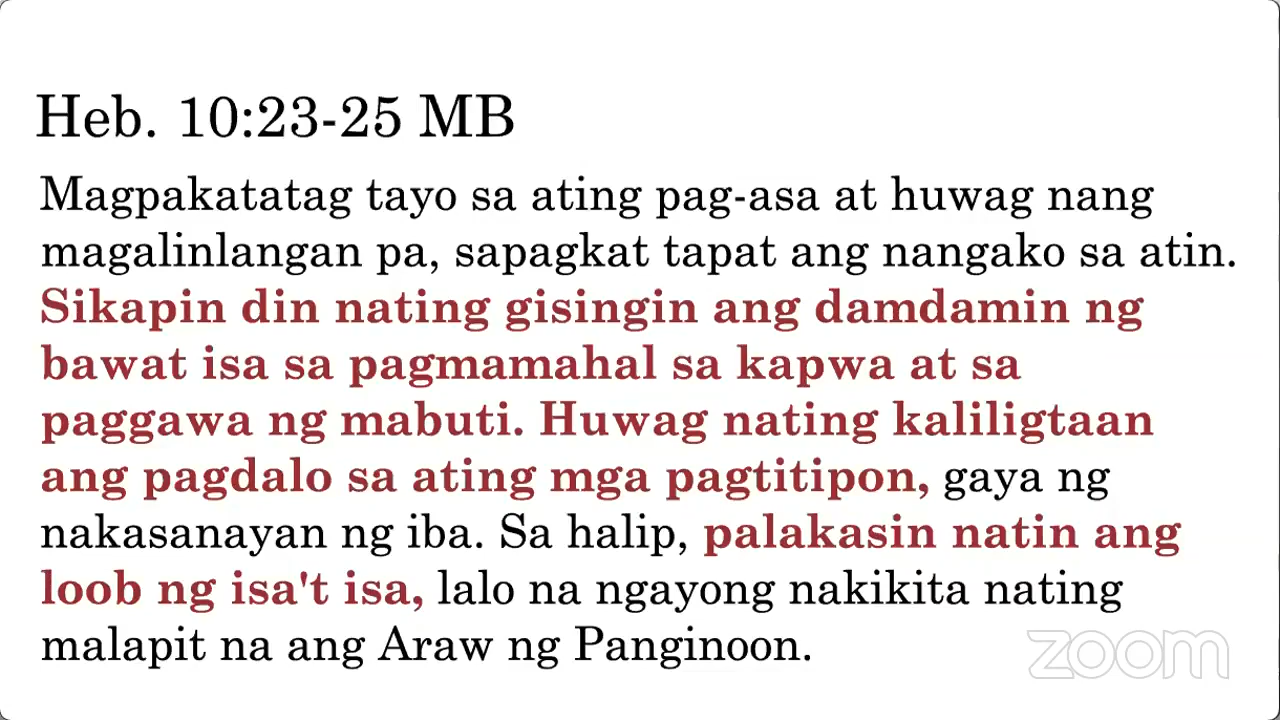 Heb. 10:23-25 MB
Magpakatatag tayo sa ating pag-asa at huwag nang
magalinlangan pa, sapagkat tapat ang nangako sa atin.
Sikapin din nating gisingin ang damdamin ng
bawat isa sa pagmamahal sa kapwa at sa
paggawa ng mabuti. Huwag nating kaliligtaan
ang pagdalo sa ating mga pagtitipon, gaya ng
nakasanayan ng iba. Sa halip, palakasin natin ang
loob ng isa't isa, lalo na ngayong nakikita nating
malapit na ang Araw ng Panginoon.
zoom